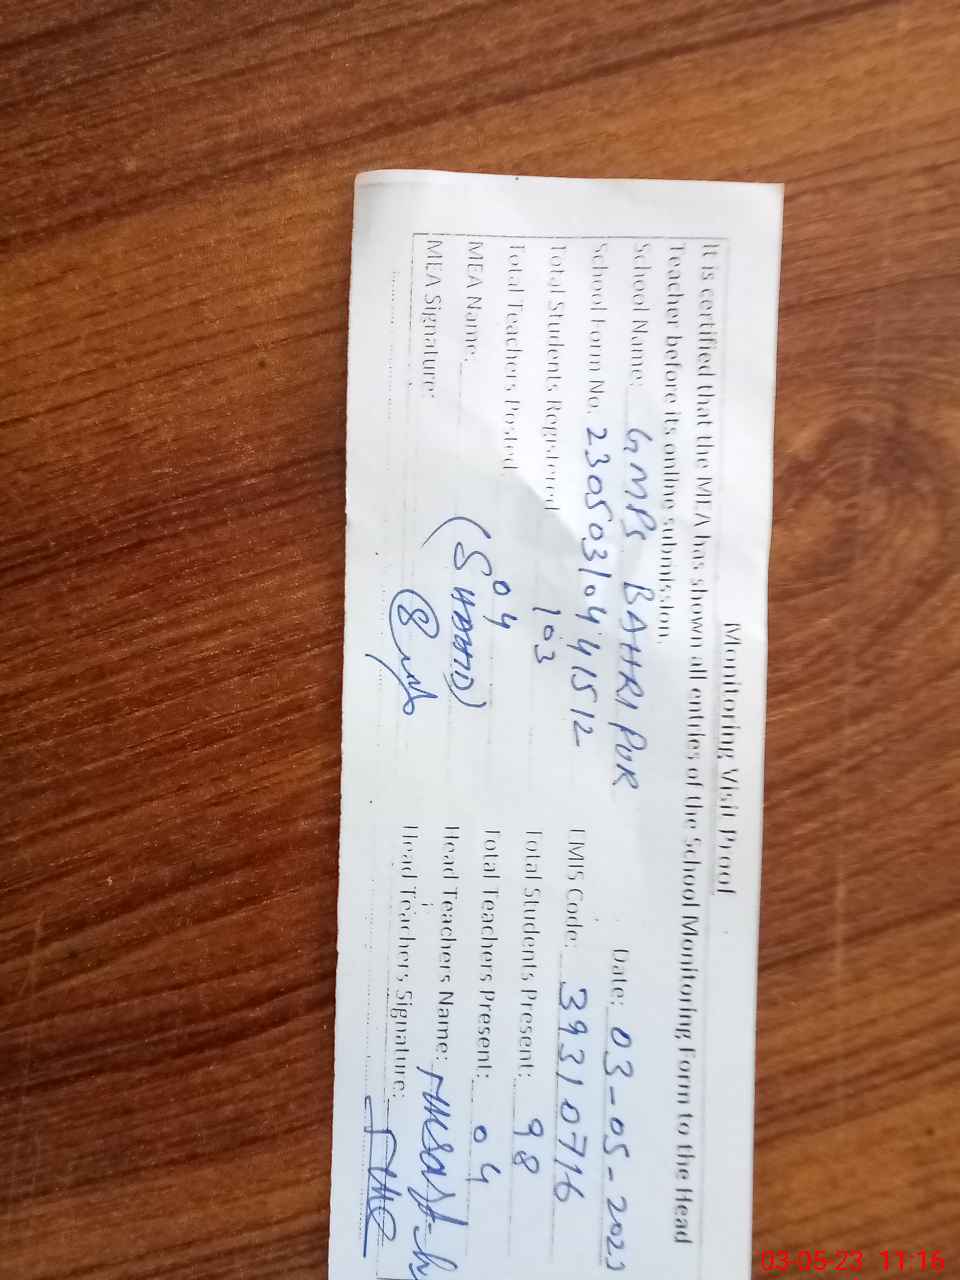 Monitoring Visit Proof
It is certified that the MEA has shown all entries of the School Monitoring Form to the Head
Teacher before its online submission.
School Name: GMPS BAHRI PUR Date: 03-05-2023
School Form No. 23050310441512 EMIS Code: 39310716
Total Students Registered 103 Total Students Present: 98
Total Teachers Posted 04 Total Teachers Present: 04
MEA Name: (SHAHID) Head Teachers Name:
MEA Signature: Head Teachers Signature:
03-05-23 11:16